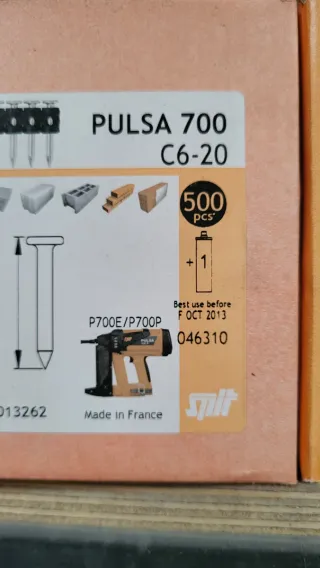 PULSA 700
C6-20
500
pcs
+ 1
Best use before
F OCT 2013
P700E/P700P
046310
PULSA
013262
Made in France
spit